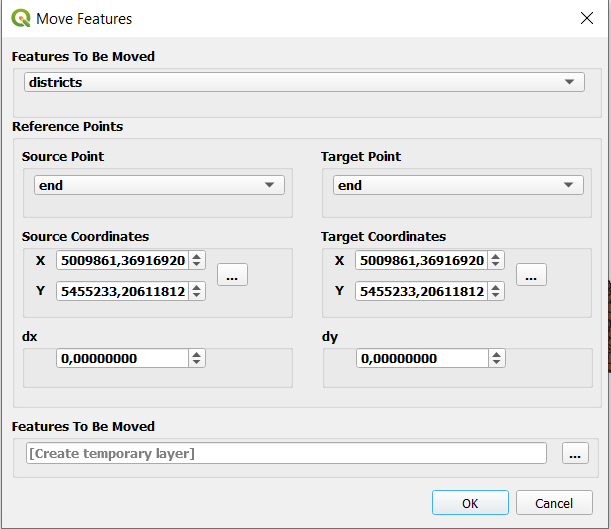 Move Features
Features To Be Moved
districts
Reference Points
Source Point
Target Point
end
end
Source Coordinates
Target Coordinates
X 5009861,36916920 ...
X 5009861,36916920 ...
Y 5455233,20611812
Y 5455233,20611812
dx
dy
0,00000000
0,00000000
Features To Be Moved
[Create temporary layer] ...
OK Cancel